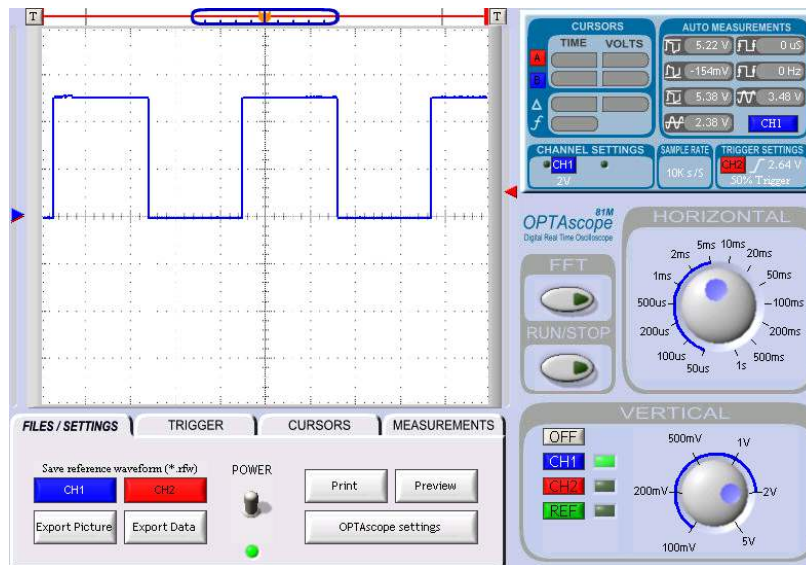 T T
CURSORS
TIME VOLTS
A
B
Δ
f
AUTO MEASUREMENTS
5.22 V 0 uS
-154mV 0 Hz
5.38 V 3.48 V
2.38 V CH1
CHANNEL SETTINGS
CH1
2V
SAMPLE RATE
10K s/S
TRIGGER SETTINGS
CH2 2.64 V
50% Trigger
81M
OPTAscope
Digital Real Time Oscilloscope
FFT
RUN/STOP
HORIZONTAL
50us
100us
200us
500us
1ms
2ms
5ms
10ms
20ms
50ms
100ms
200ms
500ms
1s
FILES / SETTINGS TRIGGER CURSORS MEASUREMENTS
Save reference waveform (*.rfw)
CH1 CH2
Export Picture Export Data
POWER
Print Preview
OPTAscope settings
VERTICAL
OFF
CH1
CH2
REF
100mV
200mV
500mV
1V
2V
5V